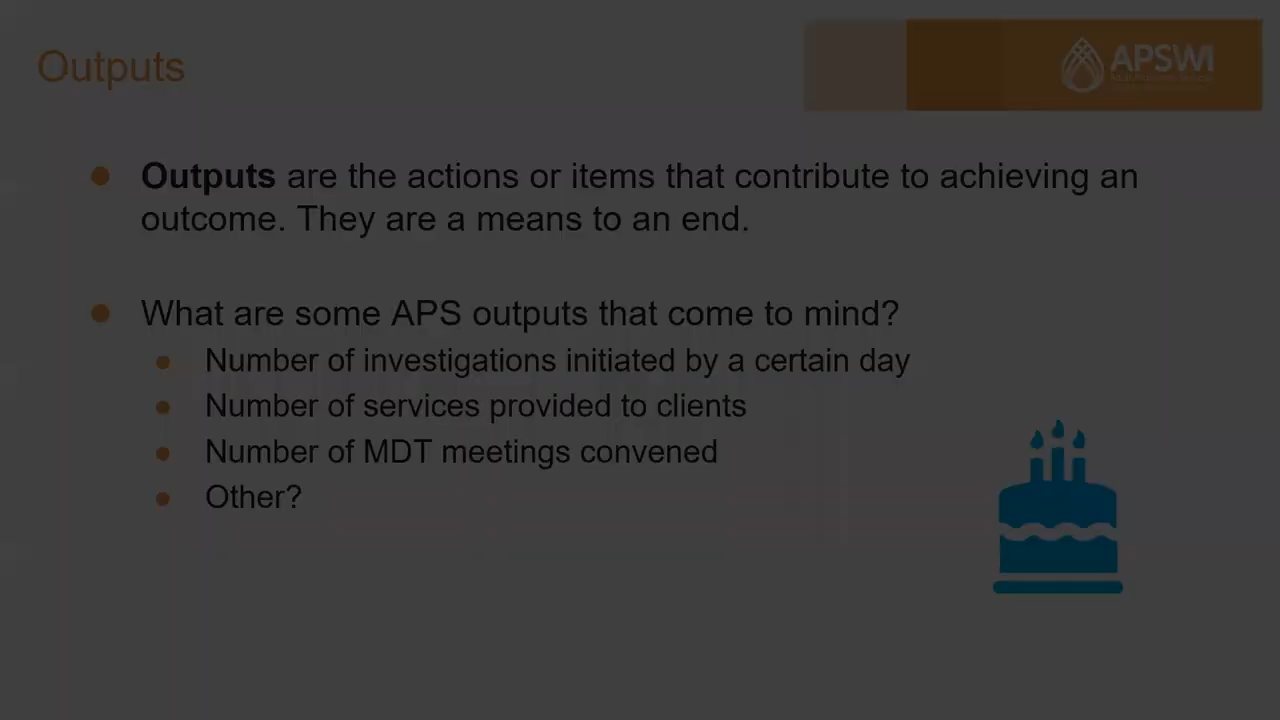 Outputs
APSWI
Outputs are the actions or items that contribute to achieving an
outcome. They are a means to an end.
What are some APS outputs that come to mind?
Number of investigations initiated by a certain day
Number of services provided to clients
Number of MDT meetings convened
Other?